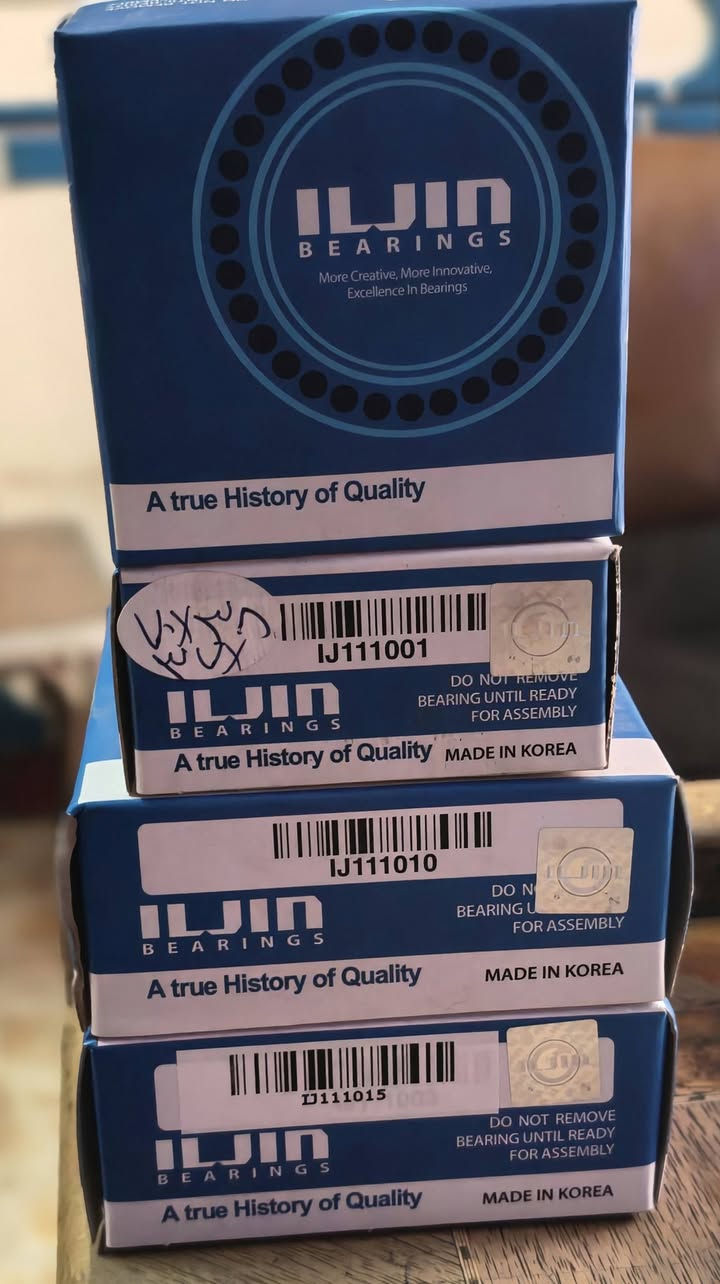 ILJIN
BEARINGS
More Creative, More Innovative,
Excellence In Bearings
A true History of Quality
IJ111001
ILJIN
BEARINGS
DO NOT REMOVE
BEARING UNTIL READY
FOR ASSEMBLY
A true History of Quality
MADE IN KOREA
IJ111010
ILJIN
BEARINGS
DO
BEARING
FOR ASSEMBLY
A true History of Quality
MADE IN KOREA
IJ111015
ILJIN
BEARINGS
DO NOT REMOVE
BEARING UNTIL READY
FOR ASSEMBLY
A true History of Quality
MADE IN KOREA